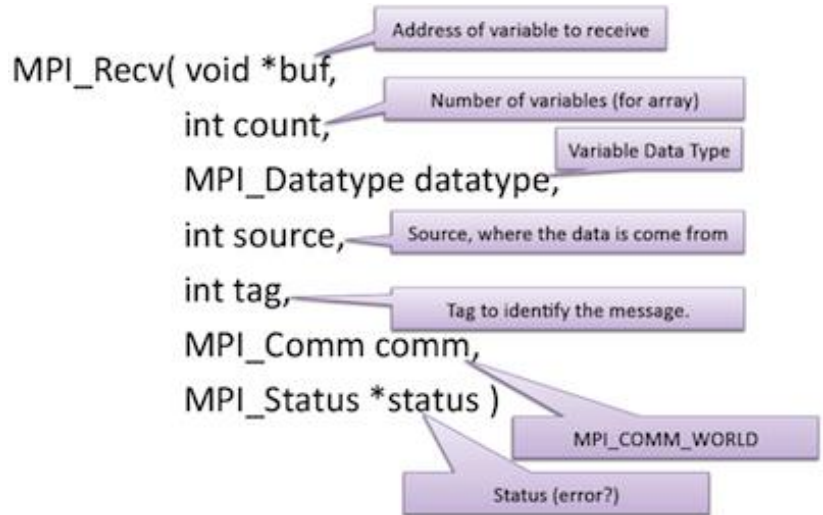 Address of variable to receive
MPI_Recv( void *buf,
Number of variables (for array)
int count,
Variable Data Type
MPI_Datatype datatype,
int source,
Source, where the data is come from
int tag,
Tag to identify the message.
MPI_Comm comm,
MPI_Status *status )
MPI_COMM_WORLD
Status (error?)